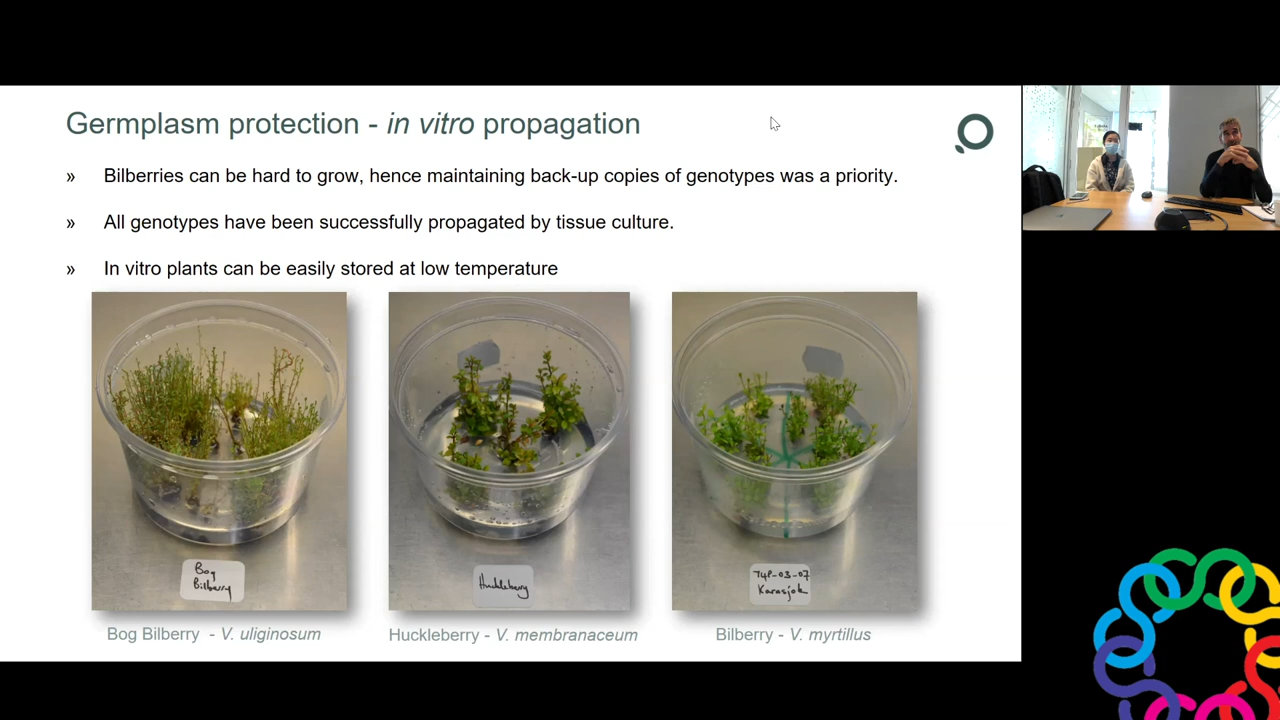 Germplasm protection - in vitro propagation
» Bilberries can be hard to grow, hence maintaining back-up copies of genotypes was a priority.
» All genotypes have been successfully propagated by tissue culture.
» In vitro plants can be easily stored at low temperature
Bog
Bilberry
Huckleberry
T4P-03-07
Karasjok
Bog Bilberry - V. uliginosum
Huckleberry - V. membranaceum
Bilberry - V. myrtillus